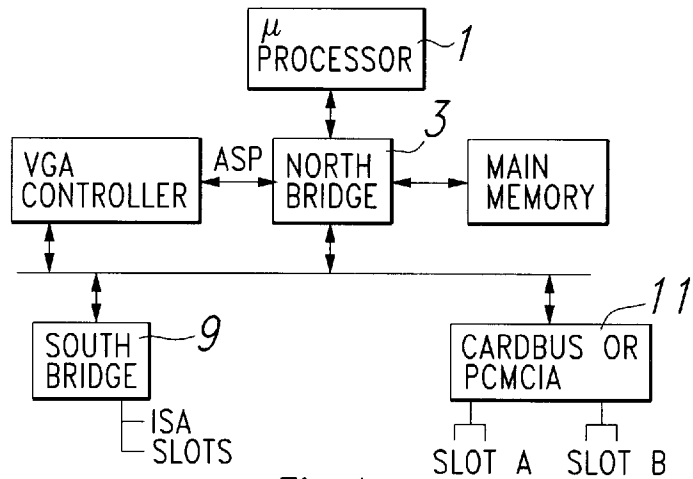 μ
PROCESSOR
1
3
VGA
CONTROLLER
ASP
NORTH
BRIDGE
MAIN
MEMORY
SOUTH
BRIDGE
9
11
CARDBUS OR
PCMCIA
ISA
SLOTS
SLOT A
SLOT B